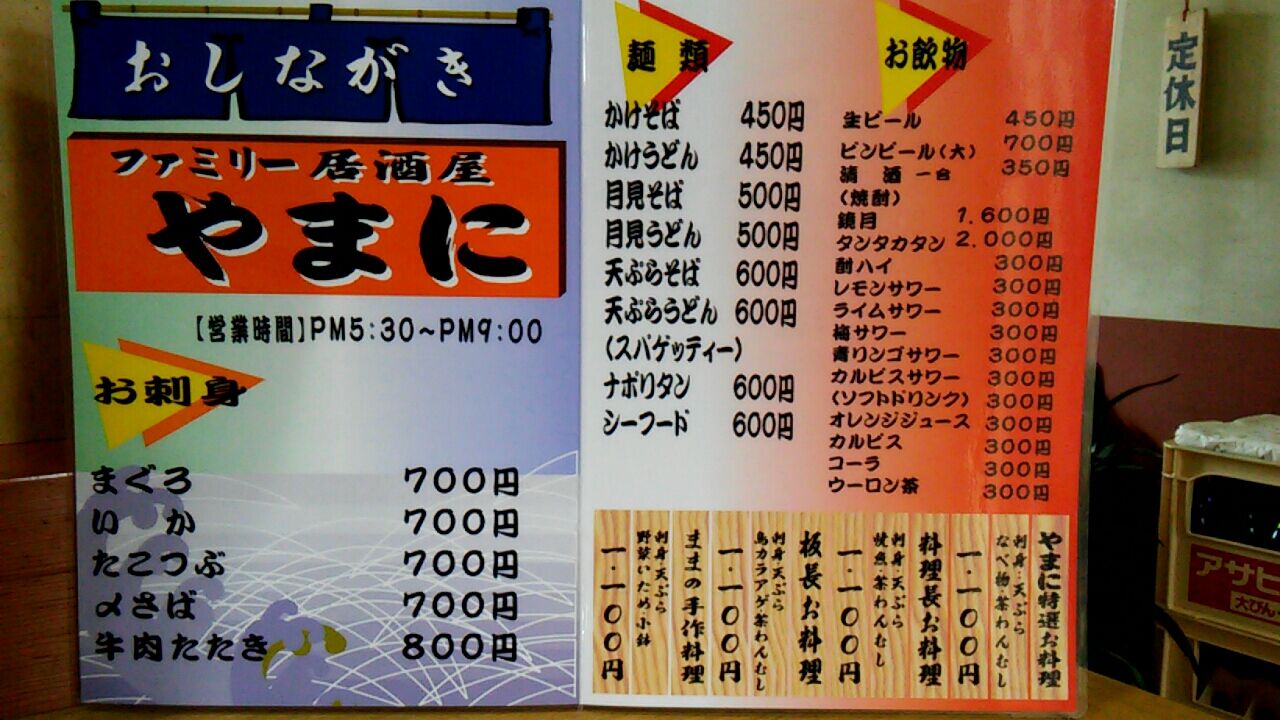 おしながき
ファミリー居酒屋
やまに
【営業時間】PM5:30～PM9:00
お刺身
まぐろ 700円
いか 700円
たこつぶ 700円
〆さば 700円
牛肉たたき 800円
麺類
かけそば 450円
かけうどん 450円
月見そば 500円
月見うどん 500円
天ぷらそば 600円
天ぷらうどん 600円
(スパゲッティー)
ナポリタン 600円
シーフード 600円
お飲物
生ビール 450円
ビンビール(大) 700円
清酒 一合 350円
(焼酎)
鏡月 1.600円
タンタカタン 2.000円
酎ハイ 300円
レモンサワー 300円
ライムサワー 300円
梅サワー 300円
青リンゴサワー 300円
カルピスサワー 300円
(ソフトドリンク) 300円
オレンジジュース 300円
カルピス 300円
コーラ 300円
ウーロン茶 300円
やまに特選お料理
刺身・天ぷら
なべ物・茶わんむし
一・一〇〇円
料理長お料理
刺身・天ぷら
焼魚・茶わんむし
一・一〇〇円
板長お料理
刺身・天ぷら
鳥カラアゲ・茶わんむし
一・一〇〇円
ままの手作料理
刺身・天ぷら
野菜いため・小鉢
一・一〇〇円
定休日
アサヒ
大びん